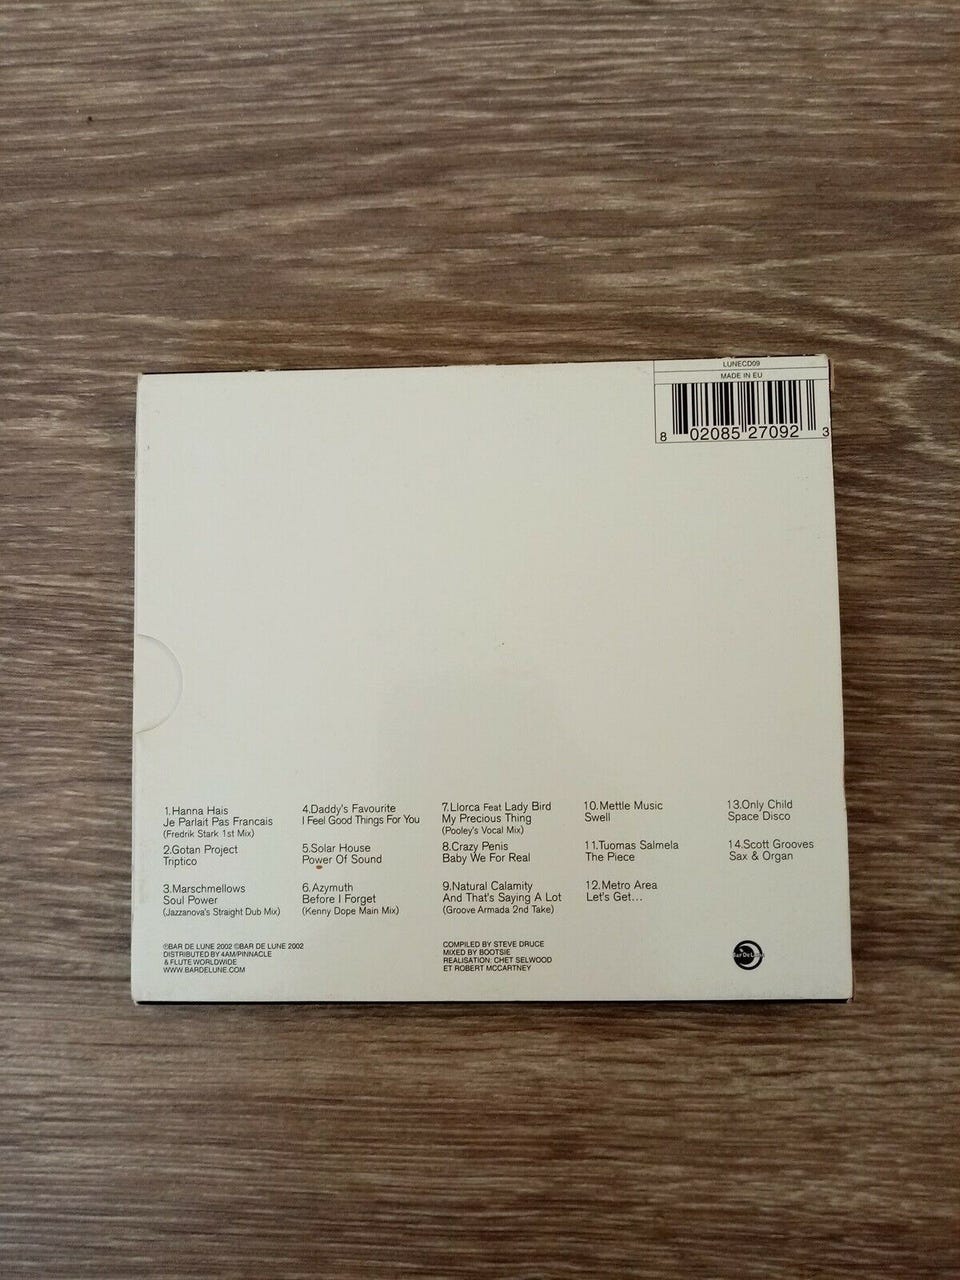 LUNECD09
MADE IN EU
8 02085 27092 3
1.Hanna Hais
Je Parlait Pas Francais
(Fredrik Stark 1st Mix)
2.Gotan Project
Triptico
3.Marschmellows
Soul Power
(Jazzanova's Straight Dub Mix)
4.Daddy's Favourite
I Feel Good Things For You
5.Solar House
Power Of Sound
6.Azymuth
Before I Forget
(Kenny Dope Main Mix)
7.Llorca Feat Lady Bird
My Precious Thing
(Pooley's Vocal Mix)
8.Crazy Penis
Baby We For Real
9.Natural Calamity
And That's Saying A Lot
(Groove Armada 2nd Take)
10.Mettle Music
Swell
11.Tuomas Salmela
The Piece
12.Metro Area
Let's Get...
13.Only Child
Space Disco
14.Scott Grooves
Sax & Organ
℗BAR DE LUNE 2002 ©BAR DE LUNE 2002
DISTRIBUTED BY 4AM/PINNACLE
& FLUTE WORLDWIDE
WWW.BARDELUNE.COM
COMPILED BY STEVE DRUCE
MIXED BY BOOTSIE
REALISATION: CHET SELWOOD
ET ROBERT MCCARTNEY
Bar De Lune